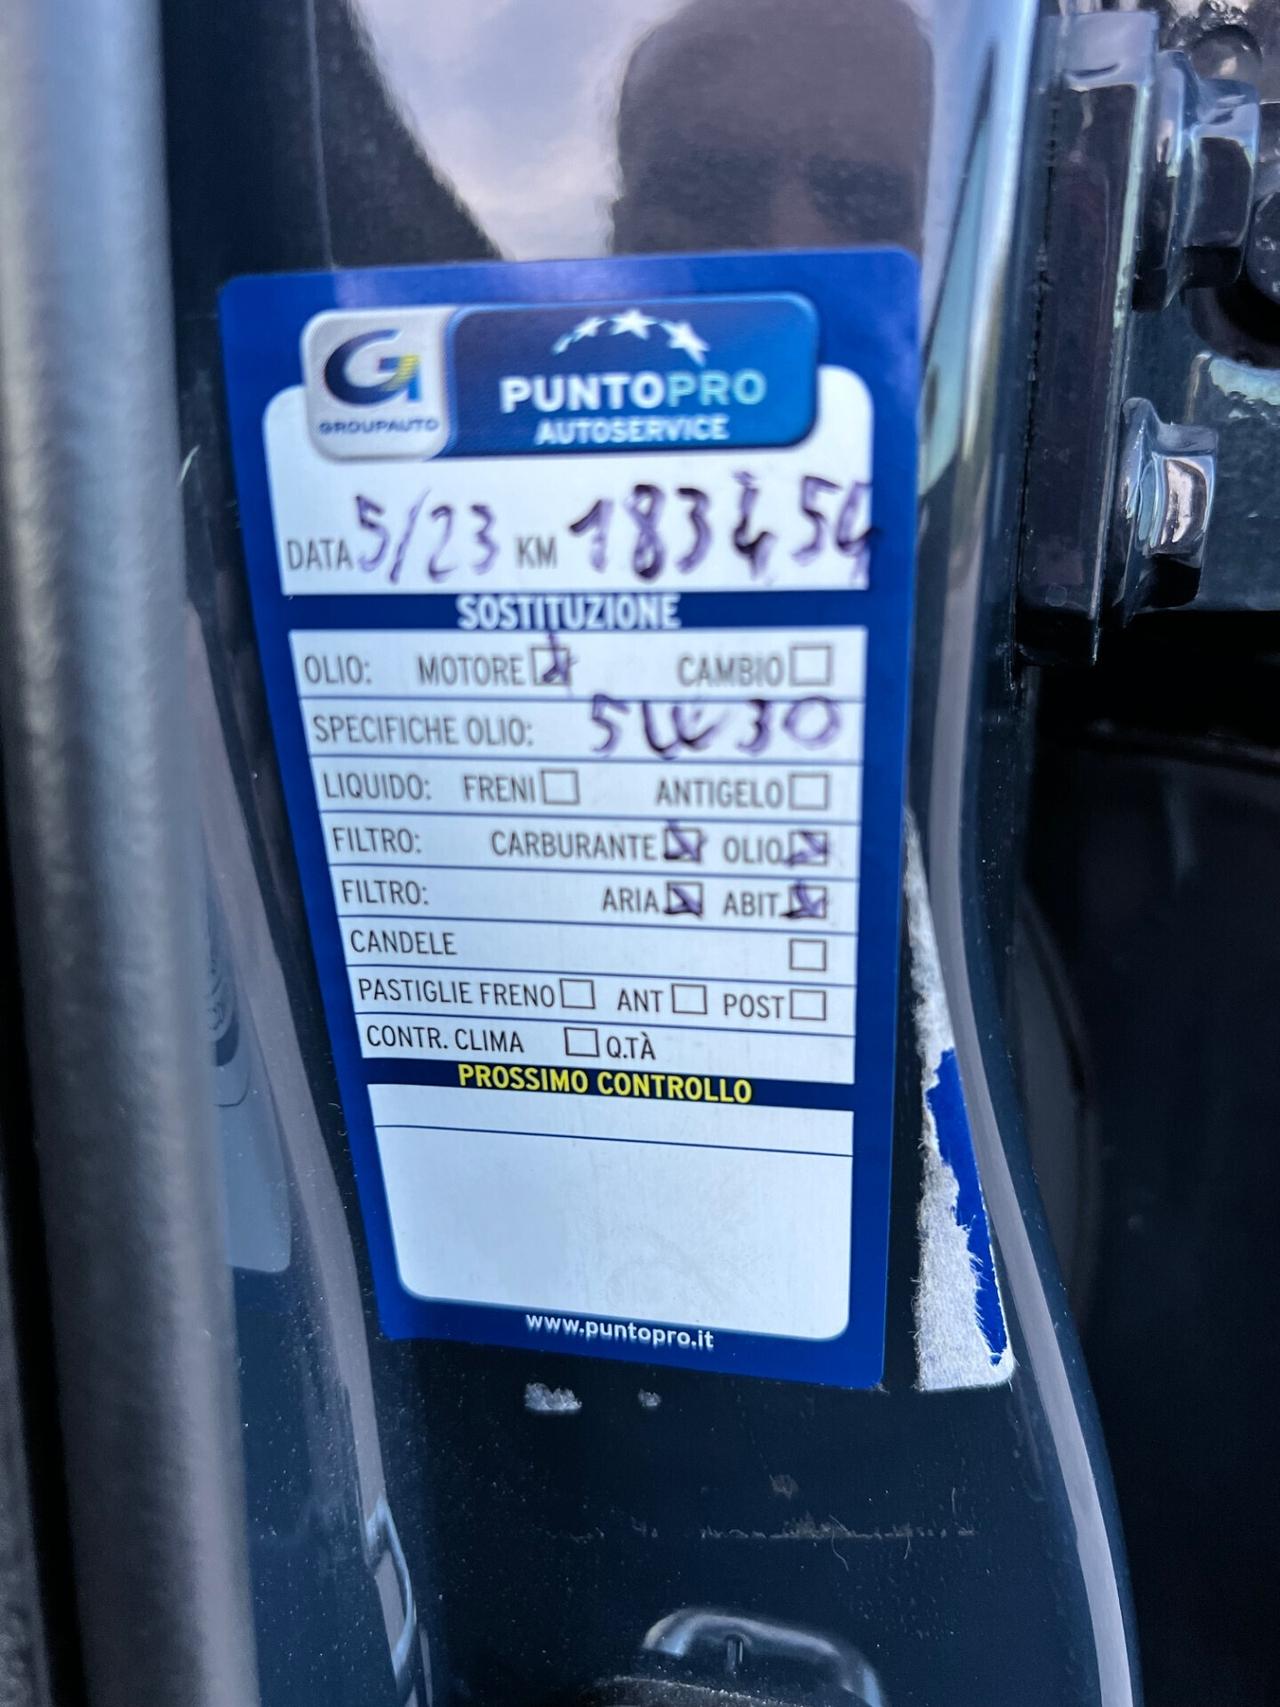 GROUPAUTO
PUNTOPRO
AUTOSERVICE
DATA 5/23 KM 183454
SOSTITUZIONE
OLIO: MOTORE CAMBIO
SPECIFICHE OLIO: 5W30
LIQUIDO: FRENI ANTIGELO
FILTRO: CARBURANTE OLIO
FILTRO: ARIA ABIT.
CANDELE
PASTIGLIE FRENO ANT POST
CONTR. CLIMA Q.TÀ
PROSSIMO CONTROLLO
www.puntopro.it